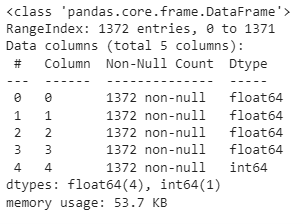 <class 'pandas.core.frame.DataFrame'>
RangeIndex: 1372 entries, 0 to 1371
Data columns (total 5 columns):
 #   Column  Non-Null Count  Dtype
---  ------  --------------  -----
 0   0       1372 non-null   float64
 1   1       1372 non-null   float64
 2   2       1372 non-null   float64
 3   3       1372 non-null   float64
 4   4       1372 non-null   int64
dtypes: float64(4), int64(1)
memory usage: 53.7 KB